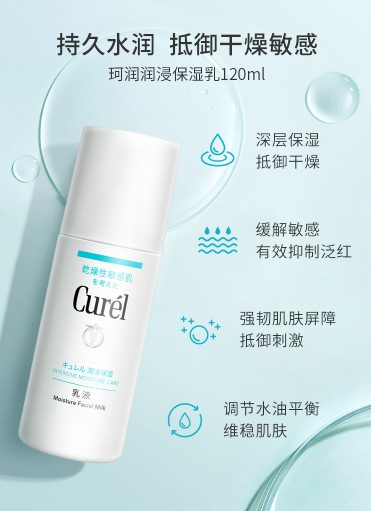 持久水润 抵御干燥敏感
珂润润浸保湿乳120ml
深层保湿
抵御干燥
缓解敏感
有效抑制泛红
强韧肌肤屏障
抵御刺激
调节水油平衡
维稳肌肤
乾燥性敏感肌
を考えた
Curél
キュレル 潤浸保湿
INTENSIVE MOISTURE CARE
乳液
Moisture Facial Milk